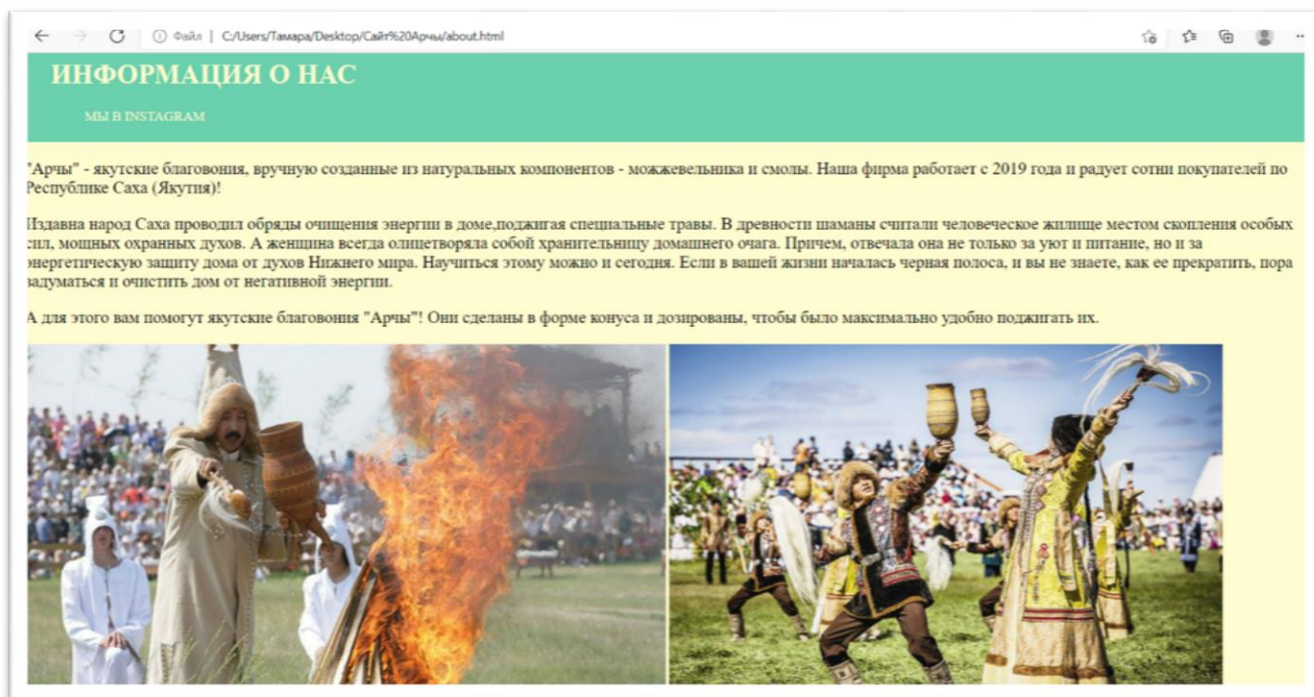 Файл | C:/Users/Тамара/Desktop/Сайт%20Арчы/about.html
ИНФОРМАЦИЯ О НАС
МЫ В INSTAGRAM
"Арчы" - якутские благовония, вручную созданные из натуральных компонентов - можжевельника и смолы. Наша фирма работает с 2019 года и радует сотни покупателей по
Республике Саха (Якутия)!
Издавна народ Саха проводил обряды очищения энергии в доме,поджигая специальные травы. В древности шаманы считали человеческое жилище местом скопления особых
сил, мощных охранных духов. А женщина всегда олицетворяла собой хранительницу домашнего очага. Причем, отвечала она не только за уют и питание, но и за
энергетическую защиту дома от духов Нижнего мира. Научиться этому можно и сегодня. Если в вашей жизни началась черная полоса, и вы не знаете, как ее прекратить, пора
задуматься и очистить дом от негативной энергии.
А для этого вам помогут якутские благовония "Арчы"! Они сделаны в форме конуса и дозированы, чтобы было максимально удобно поджигать их.